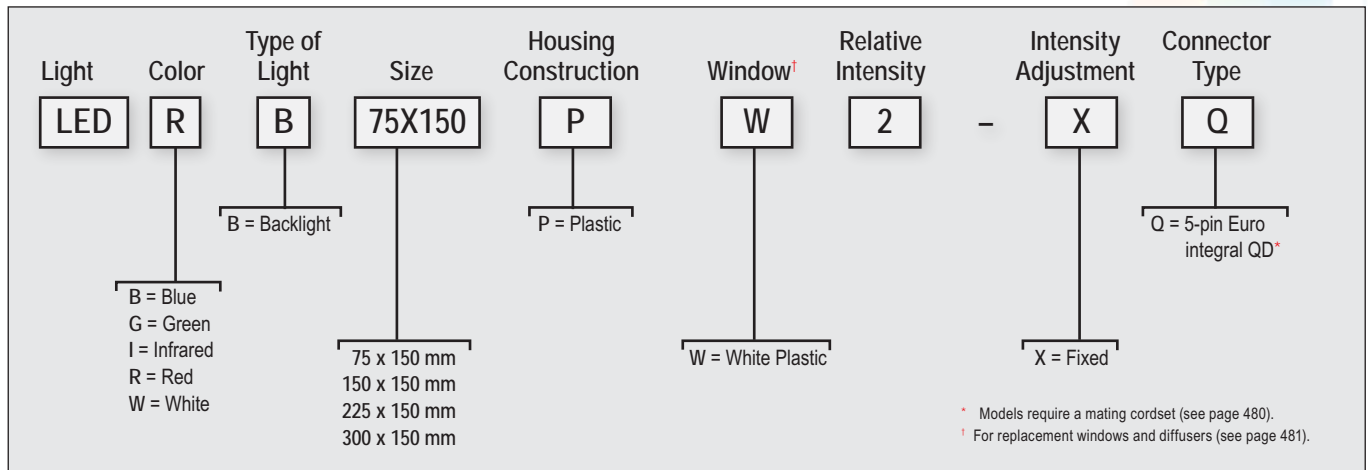 Light
Color
Type of
Light
Size
Housing
Construction
Window†
Relative
Intensity
Intensity
Adjustment
Connector
Type
LED R B 75X150 P W 2 – X Q
B = Backlight
P = Plastic
Q = 5-pin Euro
integral QD*
B = Blue
G = Green
I = Infrared
R = Red
W = White
75 x 150 mm
150 x 150 mm
225 x 150 mm
300 x 150 mm
W = White Plastic
X = Fixed
* Models require a mating cordset (see page 480).
† For replacement windows and diffusers (see page 481).